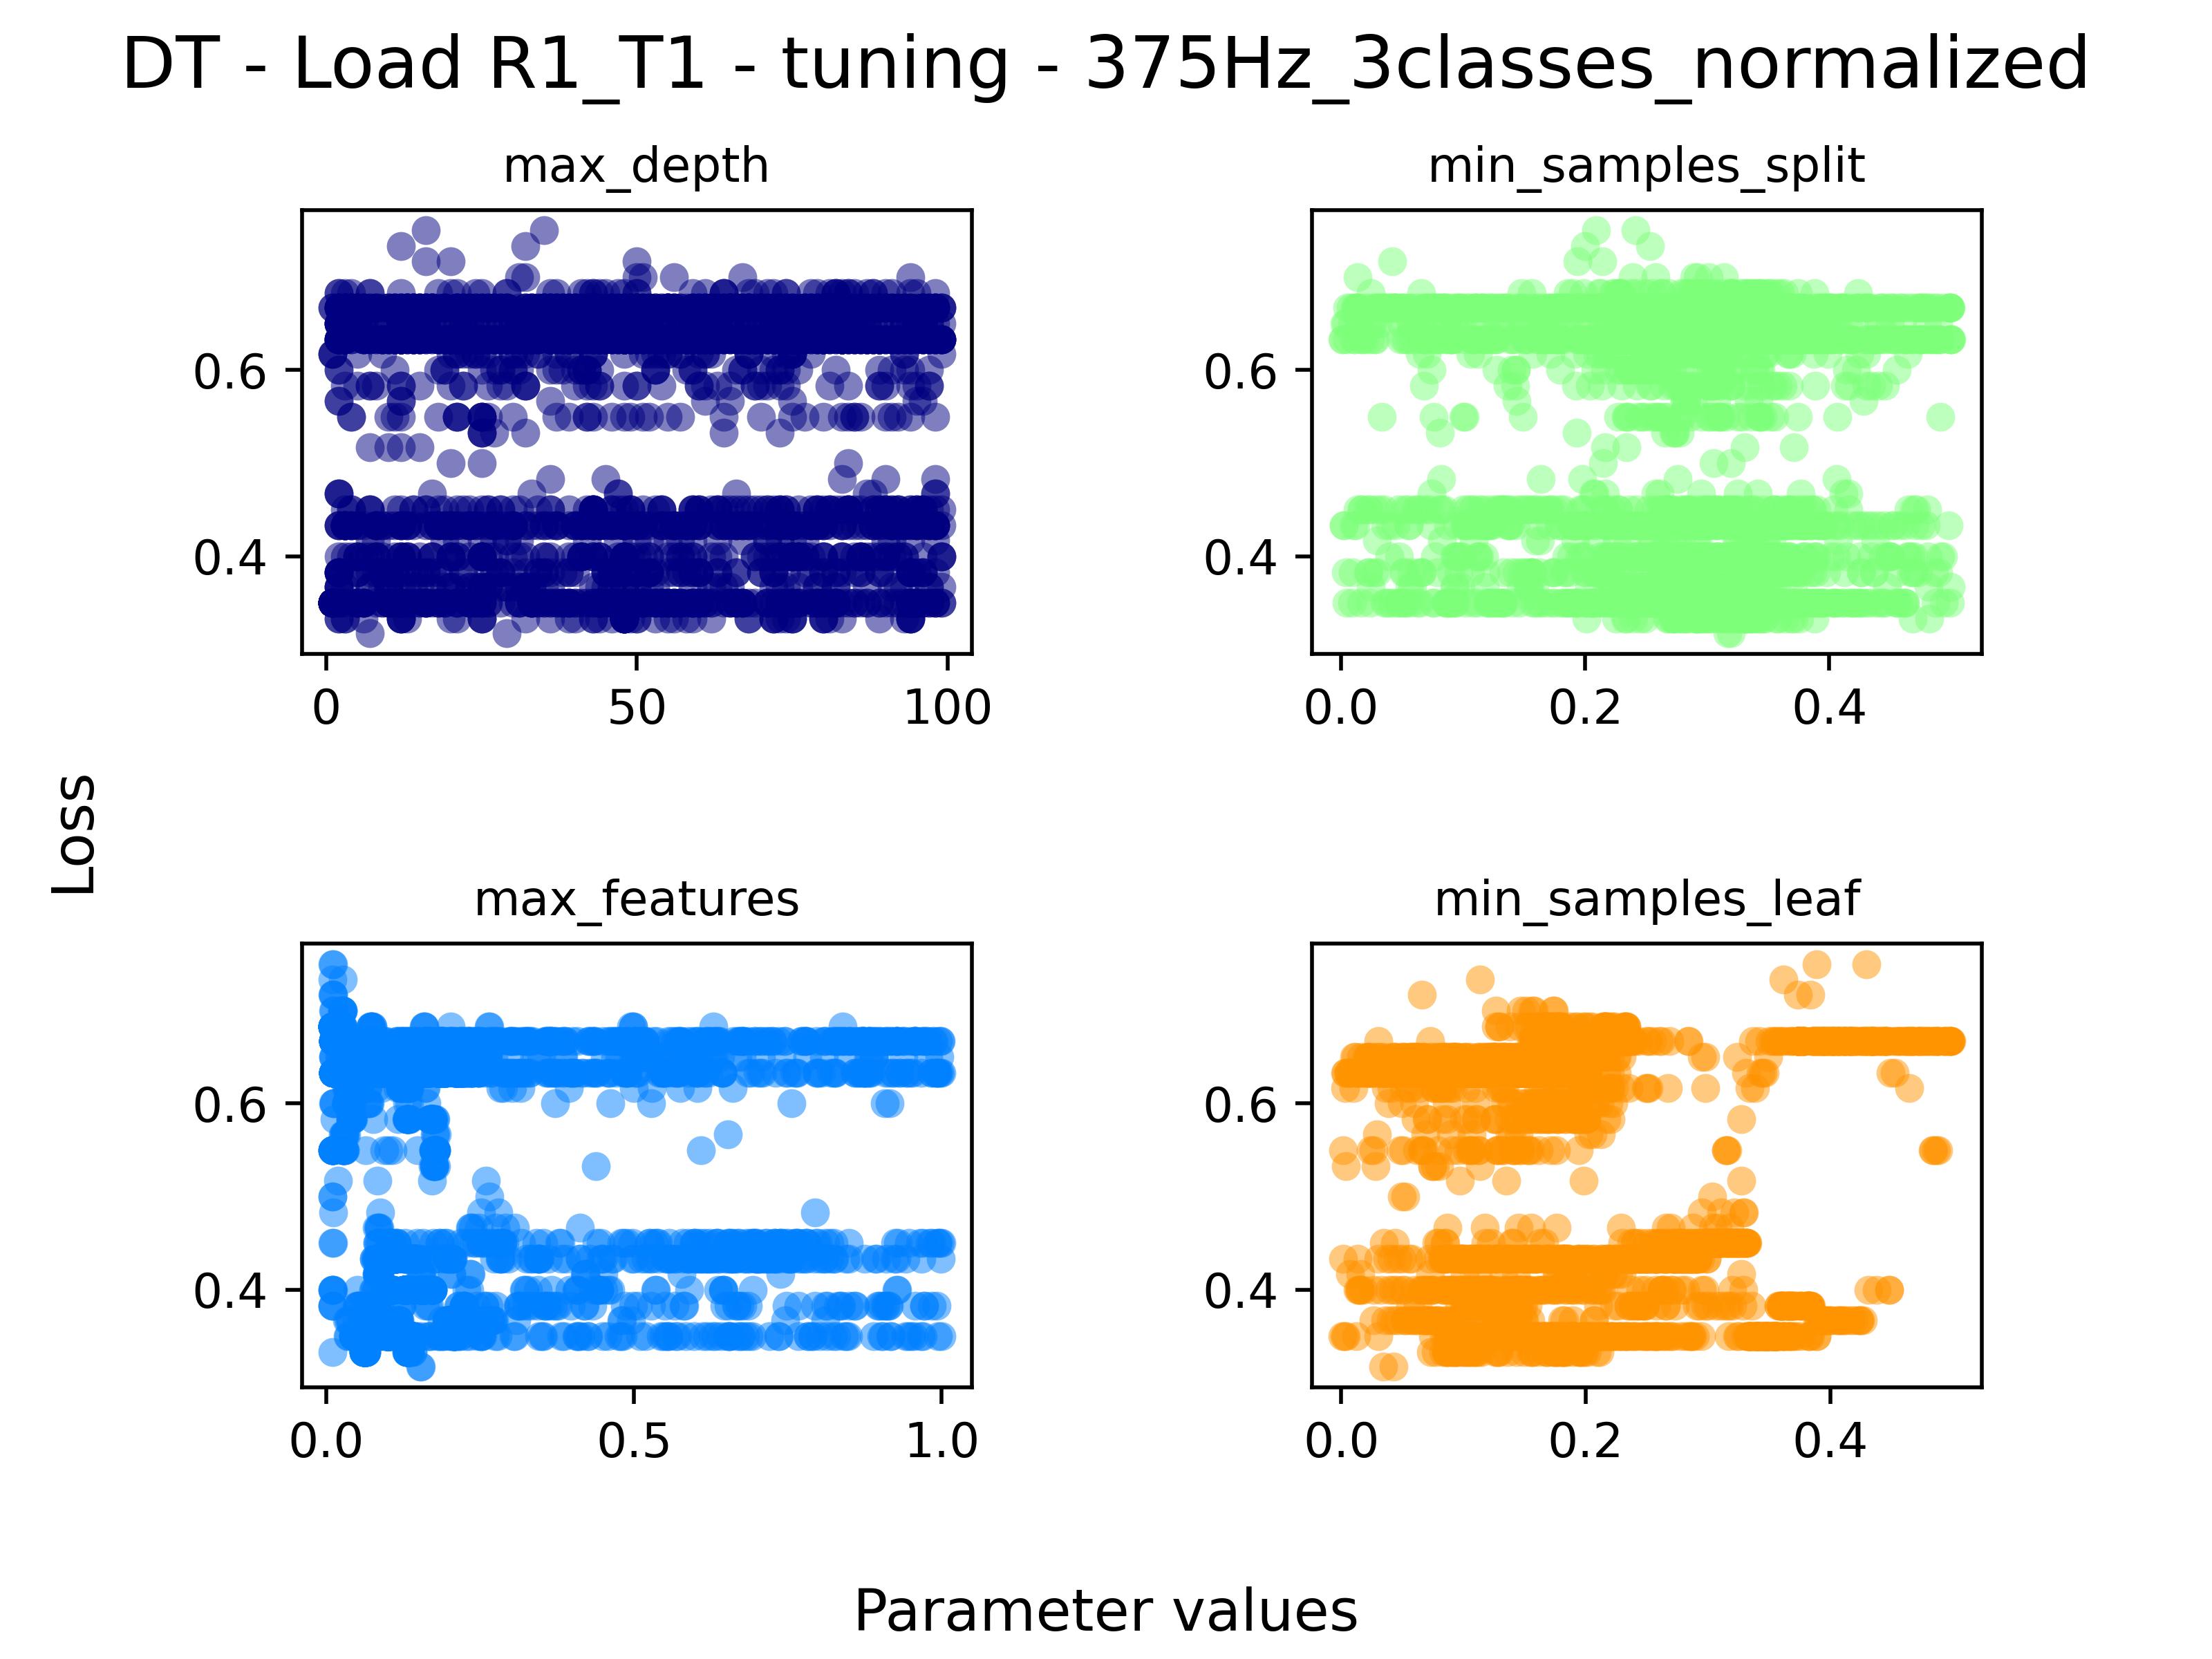 DT - Load R1_T1 - tuning - 375Hz_3classes_normalized
max_depth
min_samples_split
0.6
0.4
0
50
100
0.6
0.4
0.0
0.2
0.4
Loss
max_features
min_samples_leaf
0.6
0.4
0.0
0.5
1.0
0.6
0.4
0.0
0.2
0.4
Parameter values